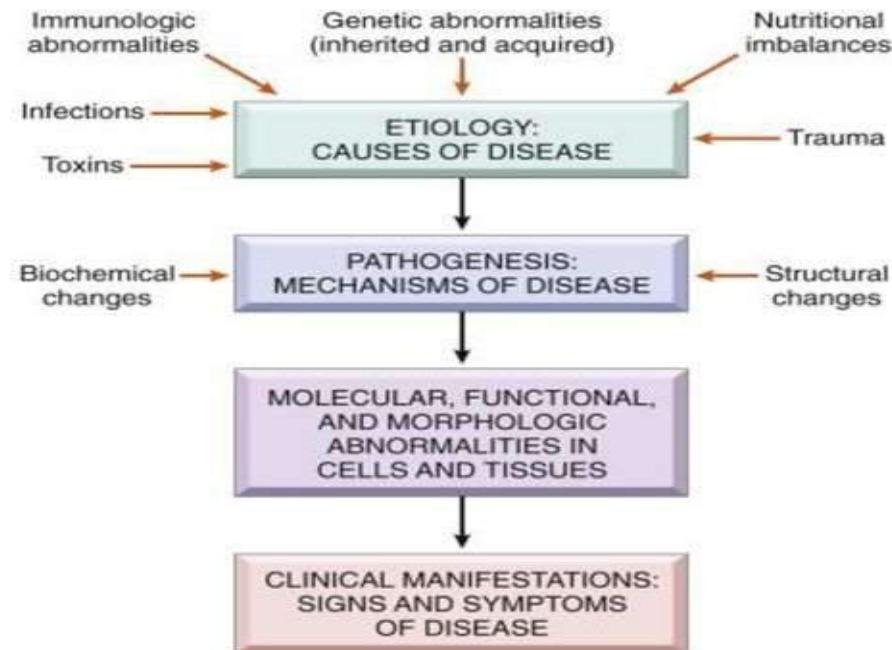 Immunologic
abnormalities
Genetic abnormalities
(inherited and acquired)
Nutritional
imbalances
Infections
Toxins
ETIOLOGY:
CAUSES OF DISEASE
Trauma
Biochemical
changes
PATHOGENESIS:
MECHANISMS OF DISEASE
Structural
changes
MOLECULAR, FUNCTIONAL,
AND MORPHOLOGIC
ABNORMALITIES IN
CELLS AND TISSUES
CLINICAL MANIFESTATIONS:
SIGNS AND SYMPTOMS
OF DISEASE